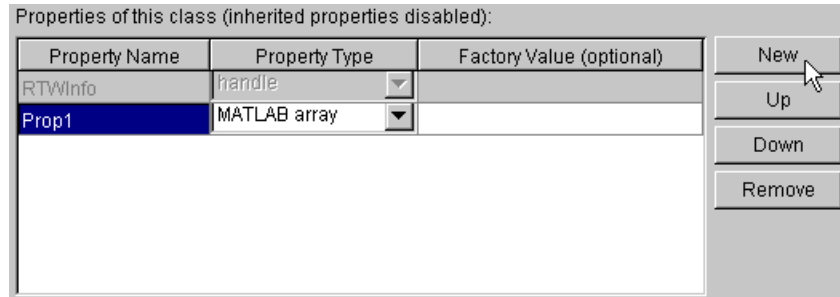 Properties of this class (inherited properties disabled):
Property Name Property Type Factory Value (optional) New
RTWInfo handle
Up
Prop1 MATLAB array
Down
Remove